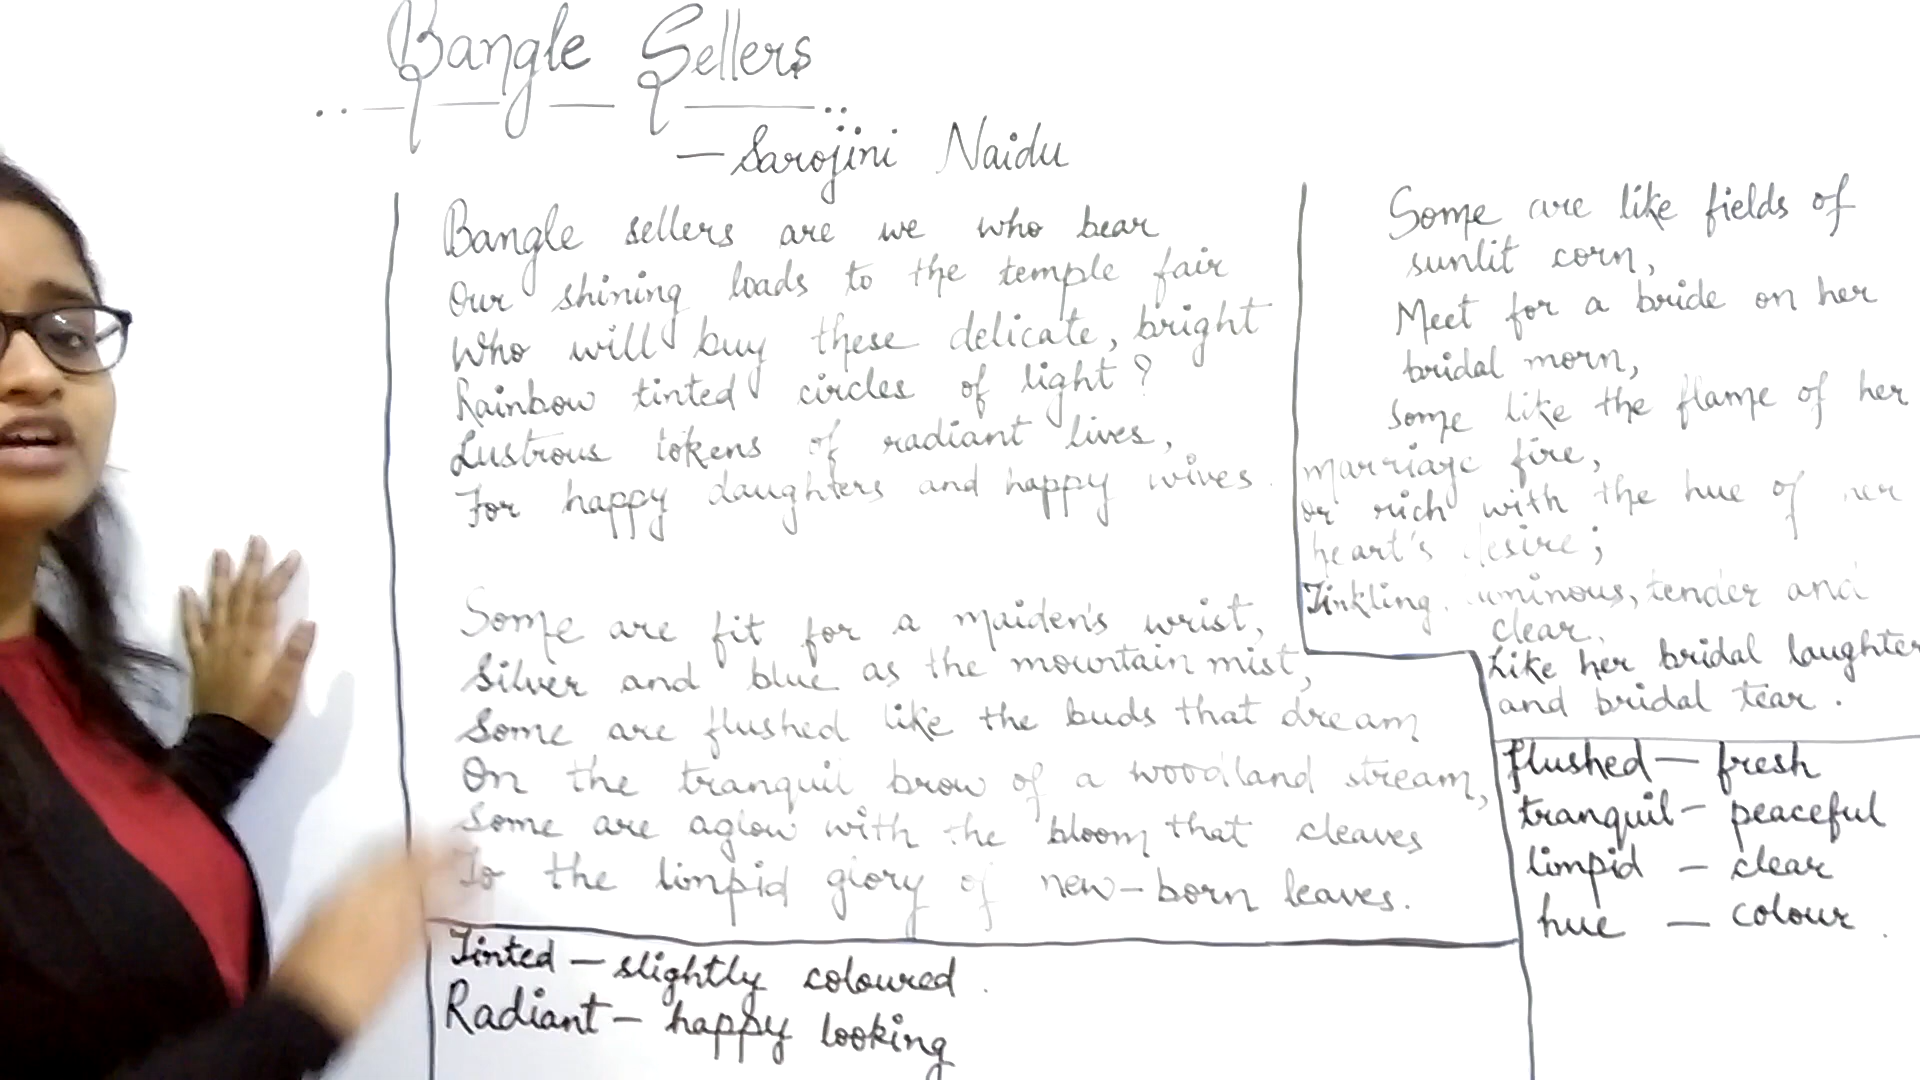 Bangle Sellers
— Sarojini Naidu
Bangle sellers are we who bear
Our shining loads to the temple fair
Who will buy these delicate, bright
Rainbow tinted circles of light?
Lustrous tokens of radiant lives,
For happy daughters and happy wives.
Some are fit for a maiden's wrist,
Silver and blue as the mountain mist,
Some are flushed like the buds that dream
On the tranquil brow of a woodland stream,
Some are aglow with the bloom that cleaves
To the limpid glory of new-born leaves.
Tinted — slightly coloured.
Radiant — happy looking
Some are like fields of
sunlit corn,
Meet for a bride on her
bridal morn,
Some like the flame of her
marriage fire,
or rich with the hue of her
heart's desire;
Tinkling, luminous, tender and
clear,
Like her bridal laughter
and bridal tear.
flushed — fresh
tranquil — peaceful
limpid — clear
hue — colour.